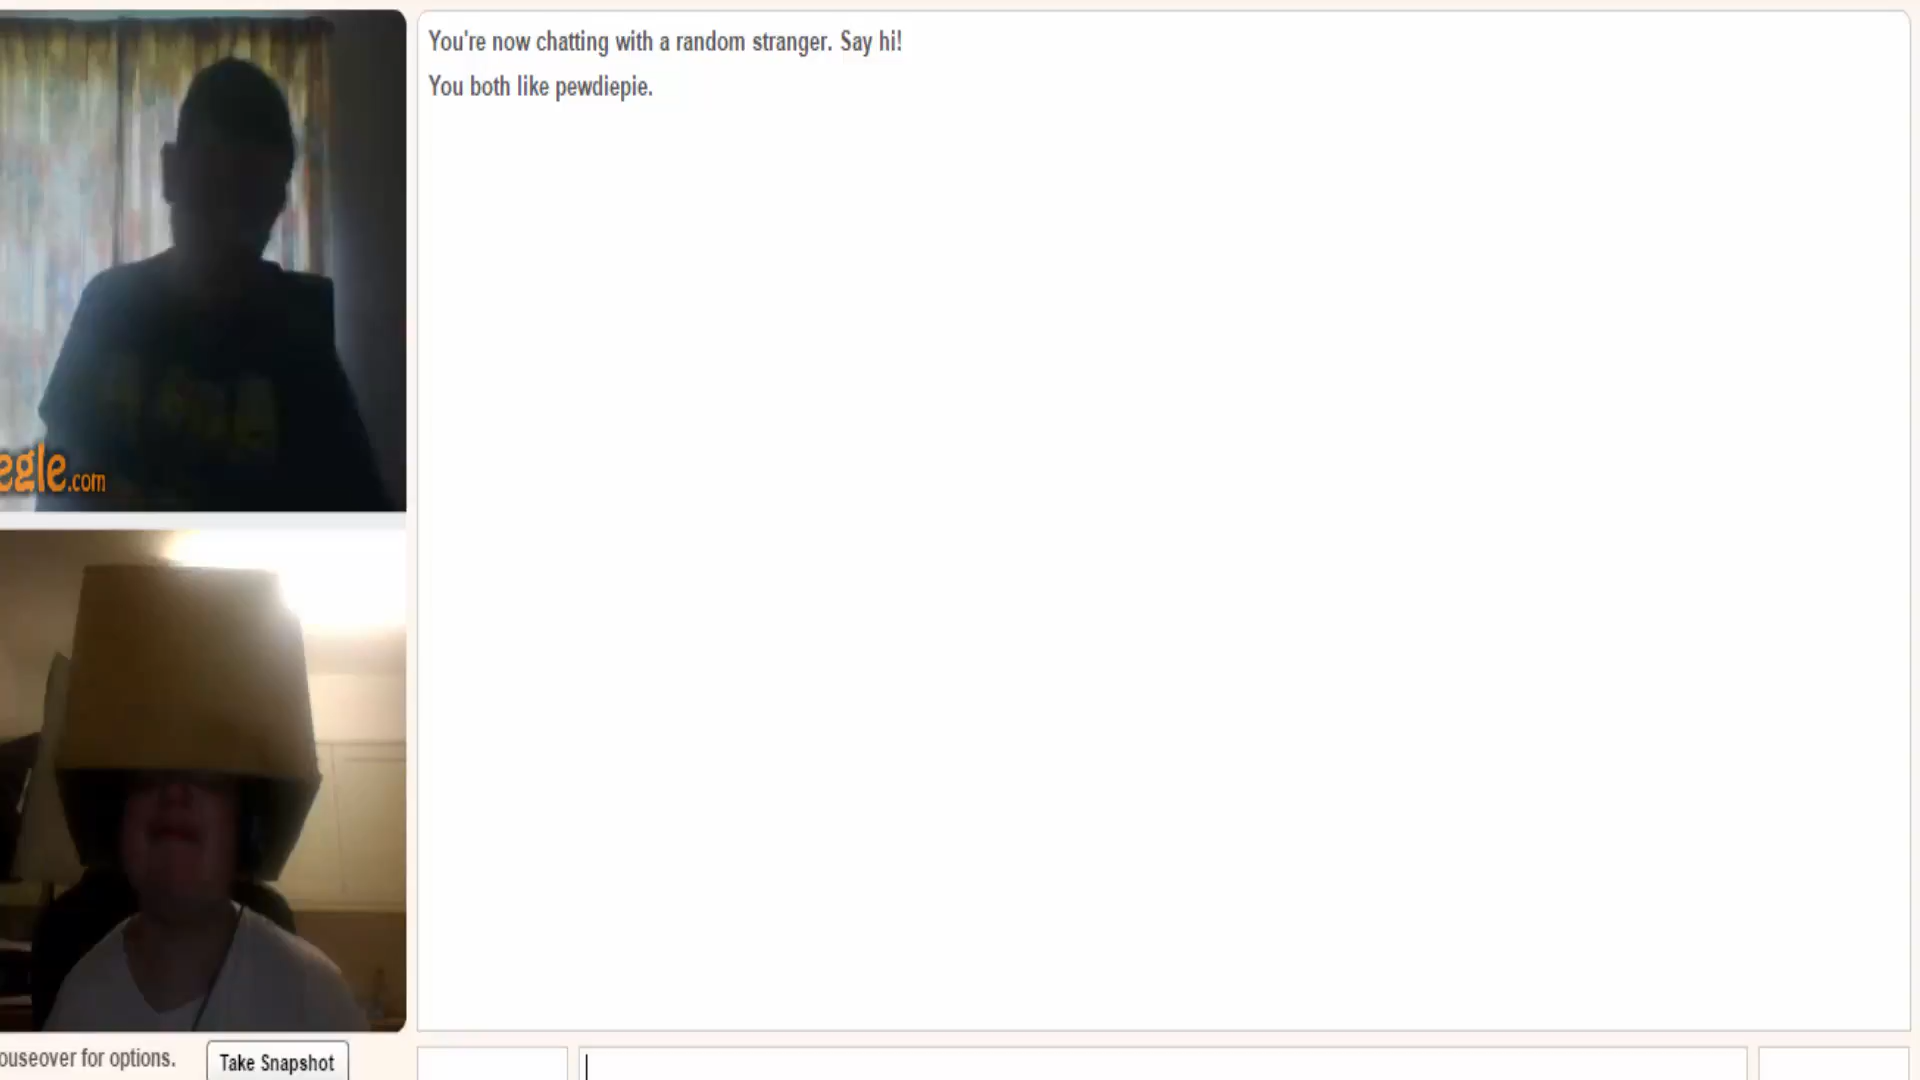 You're now chatting with a random stranger. Say hi!
You both like pewdiepie.
egle.com
ouseover for options.
Take Snapshot